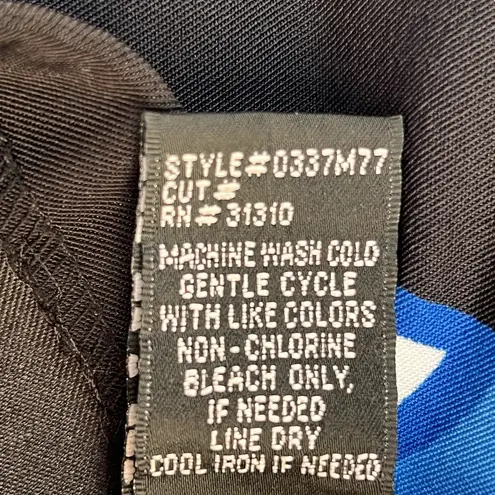 STYLE# 0337M77
CUT#
RN# 31310
MACHINE WASH COLD
GENTLE CYCLE
WITH LIKE COLORS
NON-CHLORINE
BLEACH ONLY,
IF NEEDED
LINE DRY
COOL IRON IF NEEDED